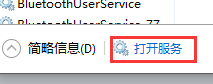 BluetoothUserService
BluetoothUserService_77
简略信息(D)
打开服务